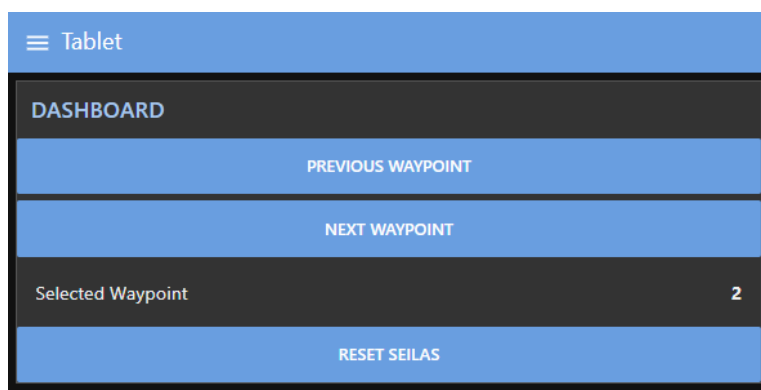 Tablet
DASHBOARD
PREVIOUS WAYPOINT
NEXT WAYPOINT
Selected Waypoint 2
RESET SEILAS